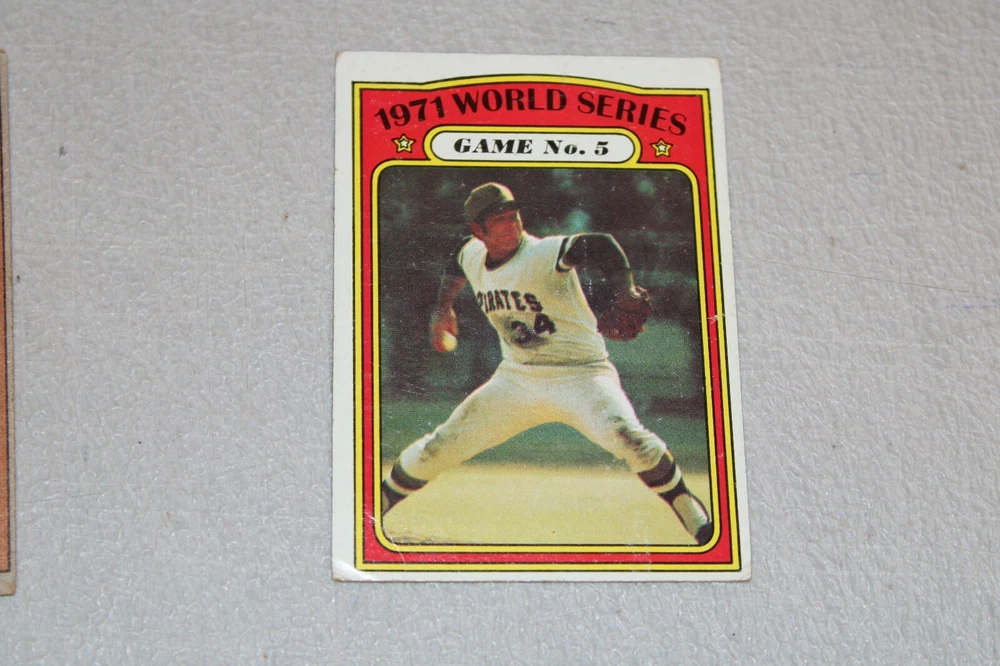 1971 WORLD SERIES
GAME No. 5
PIRATES
34